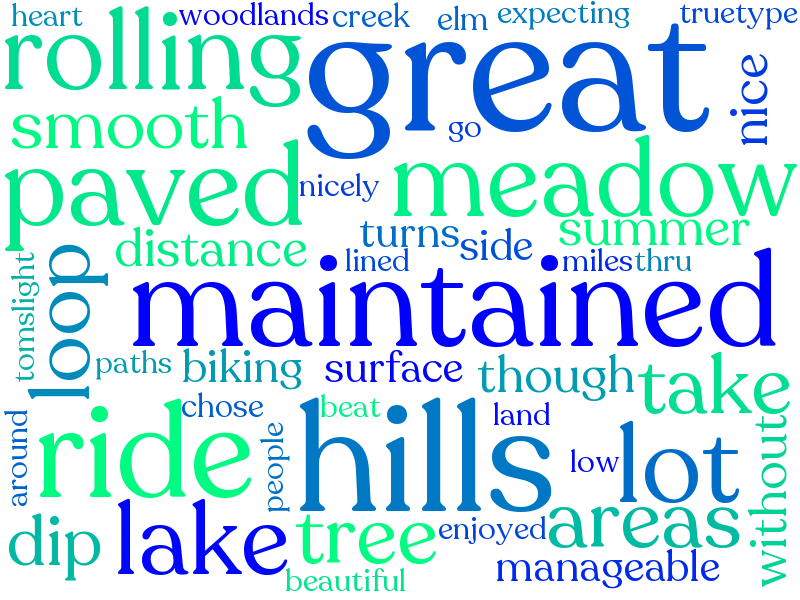 heart
woodlands
creek
elm
expecting
truetype
rolling
great
nice
smooth
go
paved
nicely
meadow
turns
side
summer
distance
lined
miles
thru
tomslight
loop
maintained
paths
biking
surface
though
take
chose
beat
land
around
ride
people
hills
low
lot
without
dip
lake
tree
enjoyed
areas
manageable
beautiful